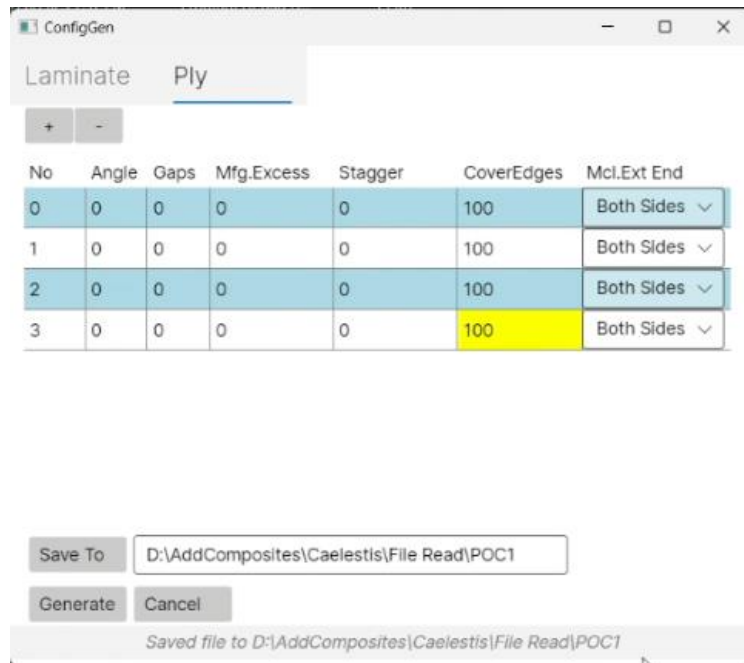 ConfigGen
Laminate Ply
+ -
No Angle Gaps Mfg.Excess Stagger CoverEdges Mcl.Ext End
0 0 0 0 0 100 Both Sides
1 0 0 0 0 100 Both Sides
2 0 0 0 0 100 Both Sides
3 0 0 0 0 100 Both Sides
Save To D:\AddComposites\Caelestis\File Read\POC1
Generate Cancel
Saved file to D:\AddComposites\Caelestis\File Read\POC1